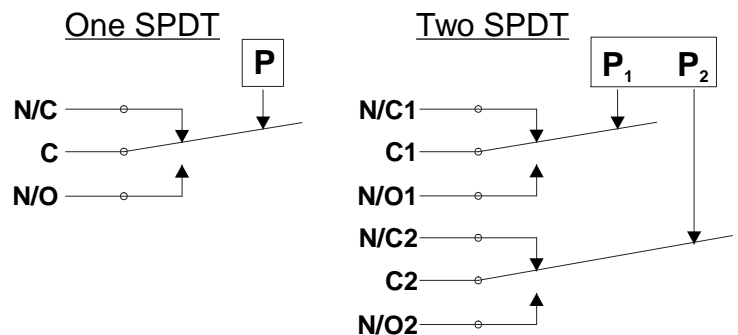 One SPDT
P
N/C
C
N/O
Two SPDT
P1 P2
N/C1
C1
N/O1
N/C2
C2
N/O2